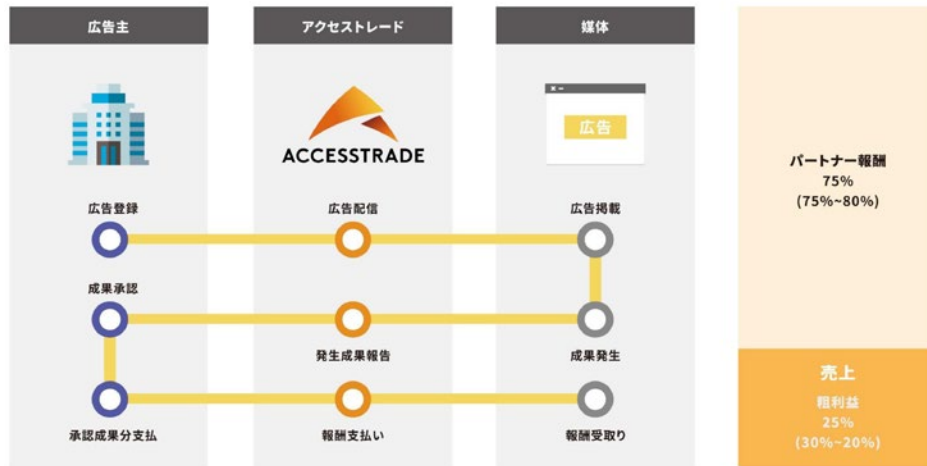 広告主
アクセストレード
媒体
広告
ACCESSTRADE
広告登録
広告配信
広告掲載
成果承認
発生成果報告
成果発生
承認成果分支払
報酬支払い
報酬受取り
パートナー報酬
75%
(75%~80%)
売上
粗利益
25%
(30%~20%)